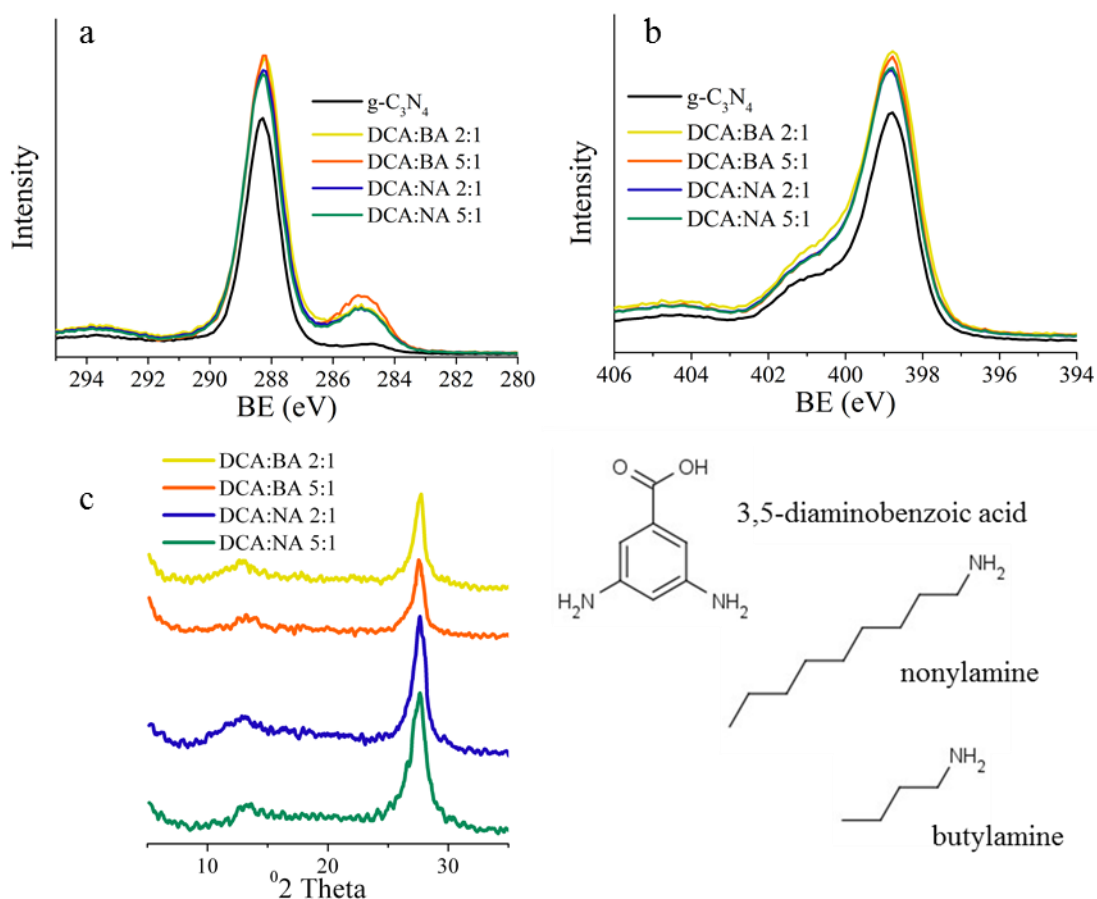 a
g-C₃N₄
DCA:BA 2:1
DCA:BA 5:1
DCA:NA 2:1
DCA:NA 5:1
Intensity
294 292 290 288 286 284 282 280
BE (eV)
b
g-C₃N₄
DCA:BA 2:1
DCA:BA 5:1
DCA:NA 2:1
DCA:NA 5:1
Intensity
406 404 402 400 398 396 394
BE (eV)
c
DCA:BA 2:1
DCA:BA 5:1
DCA:NA 2:1
DCA:NA 5:1
10 20 30
⁰2 Theta
O
OH
H₂N
NH₂
3,5-diaminobenzoic acid
NH₂
nonylamine
NH₂
butylamine